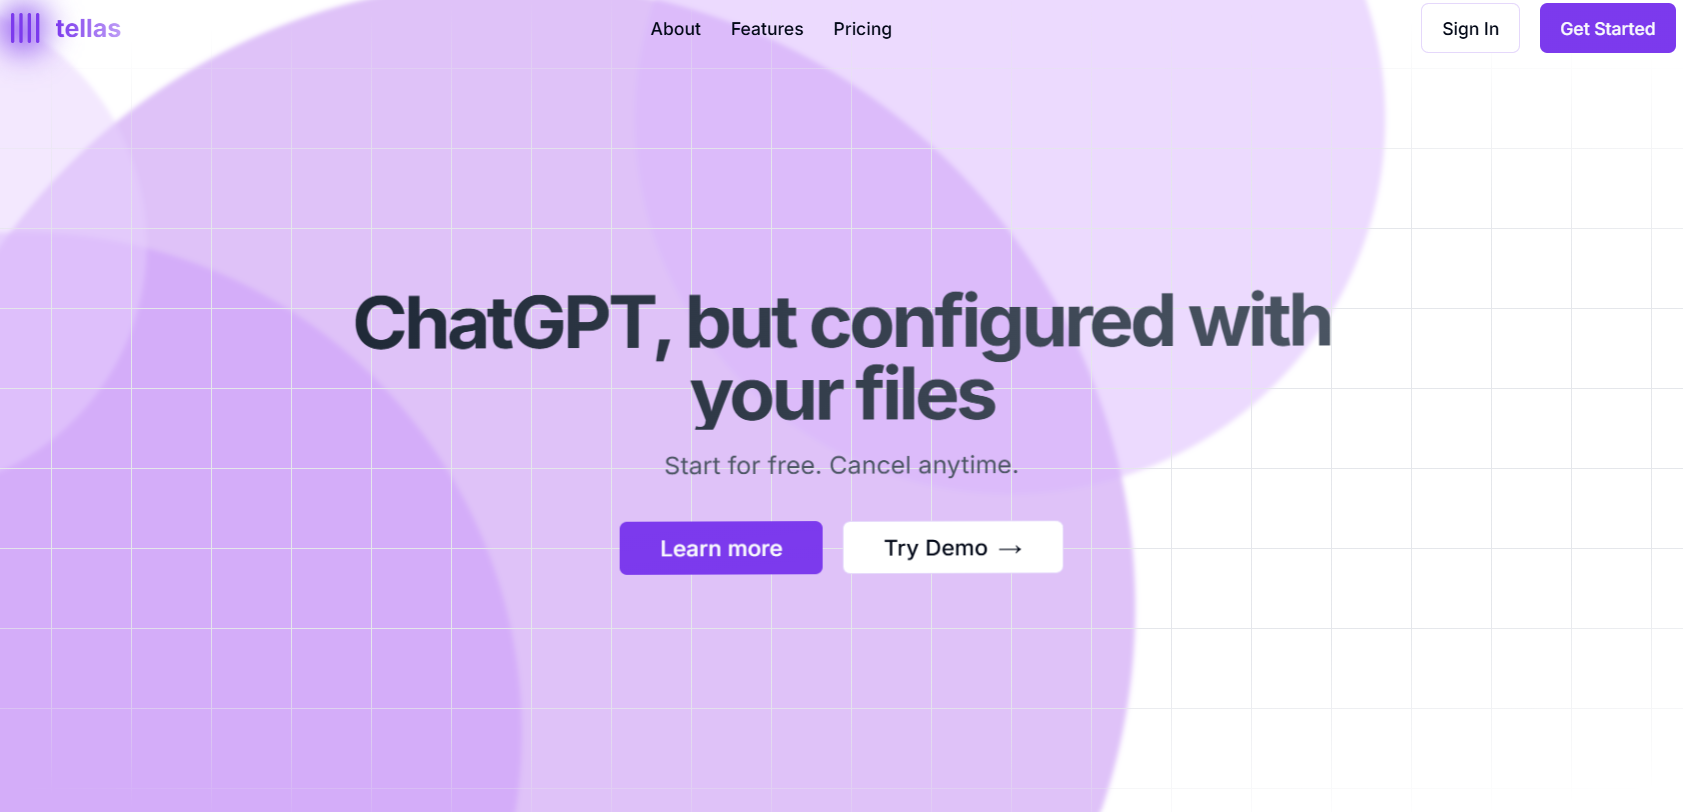 tellas
About Features Pricing
Sign In
Get Started
ChatGPT, but configured with
your files
Start for free. Cancel anytime.
Learn more
Try Demo →